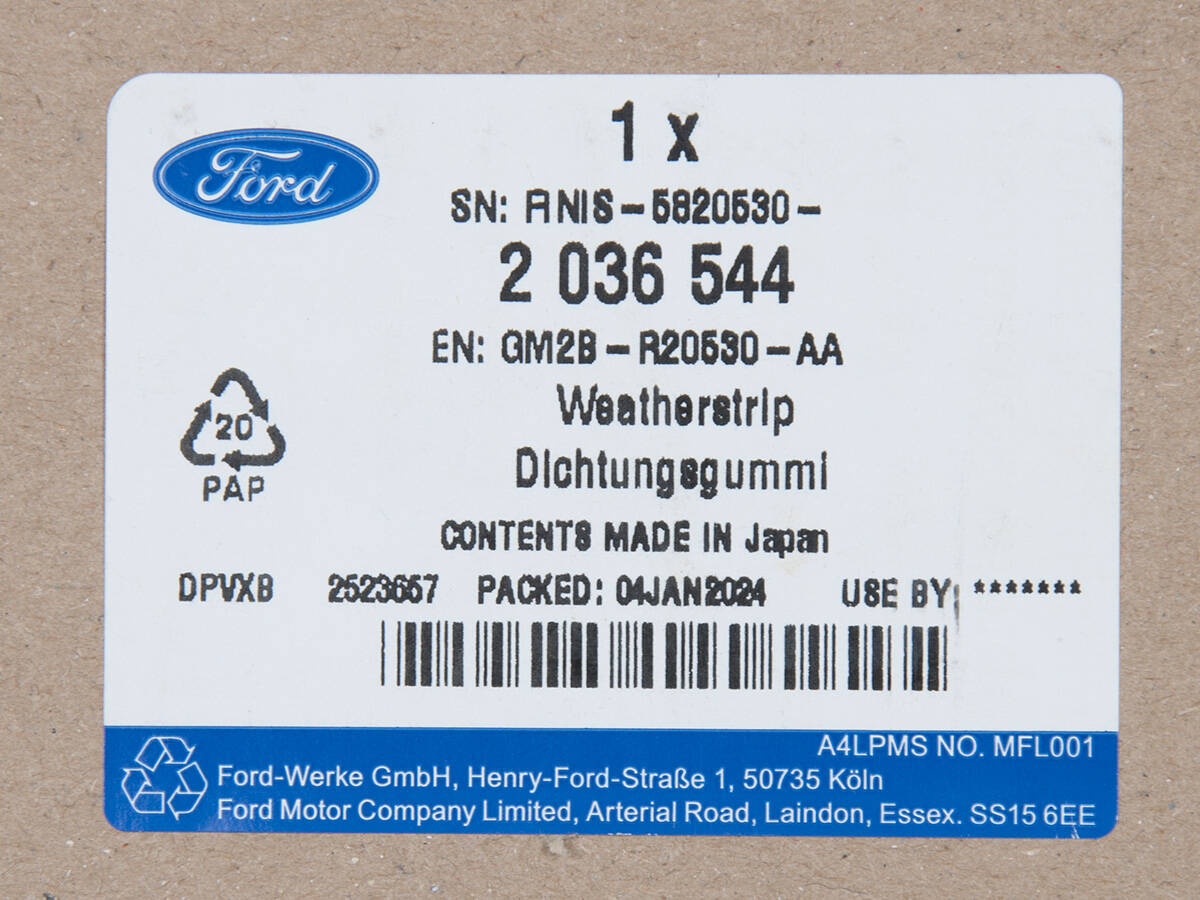 1 x
Ford
SN: RNIS-5820530-
2 036 544
EN: GM2B-R20530-AA
Weatherstrip
20
PAP
Dichtungsgummi
CONTENTS MADE IN Japan
DPVXB 2523657 PACKED: 04JAN2024 USE BY: *******
A4LPMS NO. MFL001
Ford-Werke GmbH, Henry-Ford-Straße 1, 50735 Köln
Ford Motor Company Limited, Arterial Road, Laindon, Essex. SS15 6EE